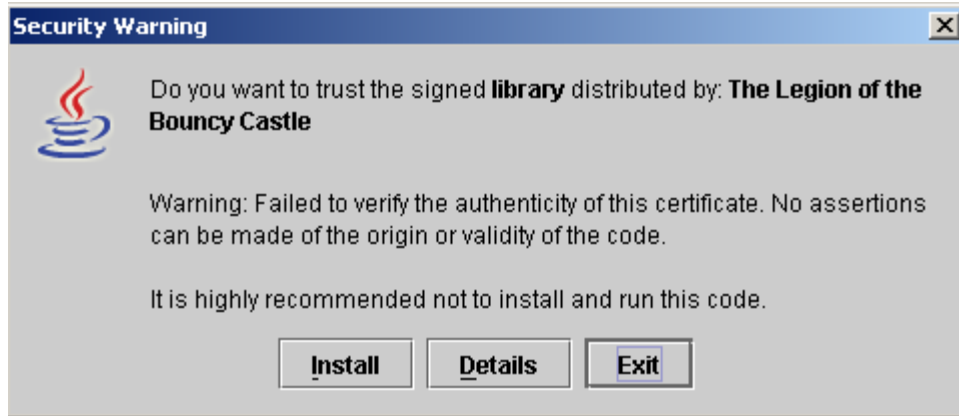 Security Warning
Do you want to trust the signed library distributed by: The Legion of the
Bouncy Castle
Warning: Failed to verify the authenticity of this certificate. No assertions
can be made of the origin or validity of the code.
It is highly recommended not to install and run this code.
Install Details Exit